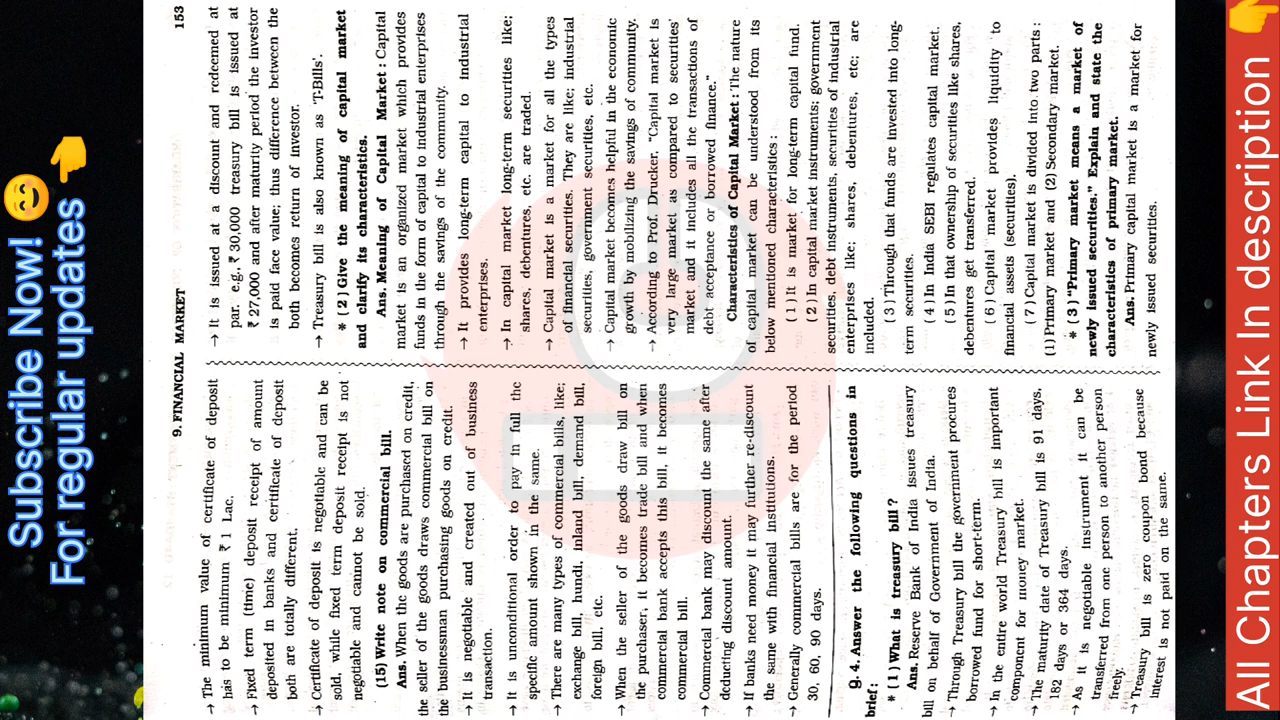 Subscribe Now! 😊
For regular updates 👈
9. FINANCIAL MARKET
153
→ The minimum value of certificate of deposit
has to be minimum ₹ 1 Lac.
→ Fixed term (time) deposit receipt of amount
deposited in banks and certificate of deposit
both are totally different.
→ Certificate of deposit is negotiable and can be
sold, while fixed term deposit receipt is not
negotiable and cannot be sold.
(15) Write note on commercial bill.
Ans. When the goods are purchased on credit,
the seller of the goods draws commercial bill on
the businessman purchasing goods on credit.
→ It is negotiable and created out of business
transaction.
→ It is unconditional order to pay in full the
specific amount shown in the same.
→ There are many types of commercial bills, like;
exchange bill, hundi, inland bill, demand bill,
foreign bill, etc.
→ When the seller of the goods draw bill on
the purchaser; it becomes trade bill and when
commercial bank accepts this bill, it becomes
commercial bill.
→ Commercial bank may discount the same after
deducting discount amount.
→ If banks need money it may further re-discount
the same with financial institutions.
→ Generally commercial bills are for the period
30, 60, 90 days.
Q. 4. Answer the following questions in
brief :
* (1) What is treasury bill ?
Ans. Reserve Bank of India issues treasury
bill on behalf of Government of India.
→ Through Treasury bill the government procures
borrowed fund for short-term.
→ In the entire world Treasury bill is important
component for money market.
→ The maturity date of Treasury bill is 91 days,
182 days or 364 days.
→ As it is negotiable instrument it can be
transferred from one person to another person
freely.
→ Treasury bill is zero coupon bond because
interest is not paid on the same.
→ It is issued at a discount and redeemed at
par. e.g. ₹ 30,000 treasury bill is issued at
₹ 27,000 and after maturity period the investor
is paid face value; thus difference between the
both becomes return of investor.
→ Treasury bill is also known as 'T-Bills'.
* (2) Give the meaning of capital market
and clarify its characteristics.
Ans. Meaning of Capital Market : Capital
market is an organized market which provides
funds in the form of capital to industrial enterprises
through the savings of the community.
→ It provides long-term capital to industrial
enterprises.
→ In capital market long-term securities like;
shares, debentures, etc. are traded.
→ Capital market is a market for all the types
of financial securities. They are like; industrial
securities, government securities, etc.
→ Capital market becomes helpful in the economic
growth by mobilizing the savings of community.
→ According to Prof. Drucker. "Capital market is
very large market as compared to securities'
market and it includes all the transactions of
debt acceptance or borrowed finance."
Characteristics of Capital Market : The nature
of capital market can be understood from its
below mentioned characteristics :
(1) It is market for long-term capital fund.
(2) In capital market instruments; government
securities, debt instruments, securities of industrial
enterprises like; shares, debentures, etc; are
included.
(3) Through that funds are invested into long-
term securities.
(4) In India SEBI regulates capital market.
(5) In that ownership of securities like shares,
debentures get transferred.
(6) Capital market provides liquidity to
financial assets (securities).
(7) Capital market is divided into two parts :
(1) Primary market and (2) Secondary market.
* (3) "Primary market means a market of
newly issued securities." Explain and state the
characteristics of primary market.
Ans. Primary capital market is a market for
newly issued securities.
All Chapters Link In description 👉